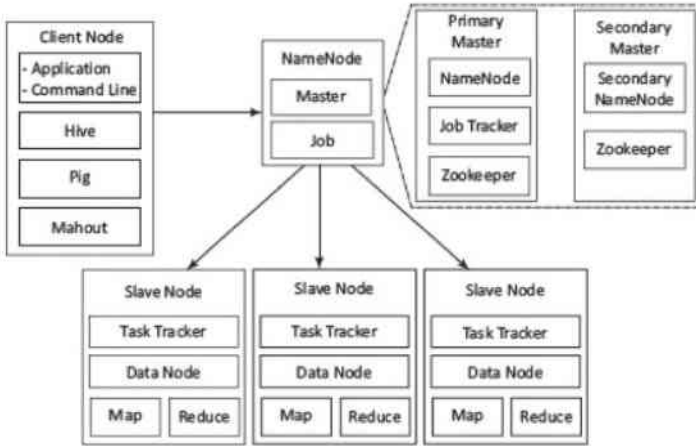 Client Node
- Application
- Command Line
Hive
Pig
Mahout
NameNode
Master
Job
Primary
Master
NameNode
Job Tracker
Zookeeper
Secondary
Master
Secondary
NameNode
Zookeeper
Slave Node
Task Tracker
Data Node
Map
Reduce
Slave Node
Task Tracker
Data Node
Map
Reduce
Slave Node
Task Tracker
Data Node
Map
Reduce